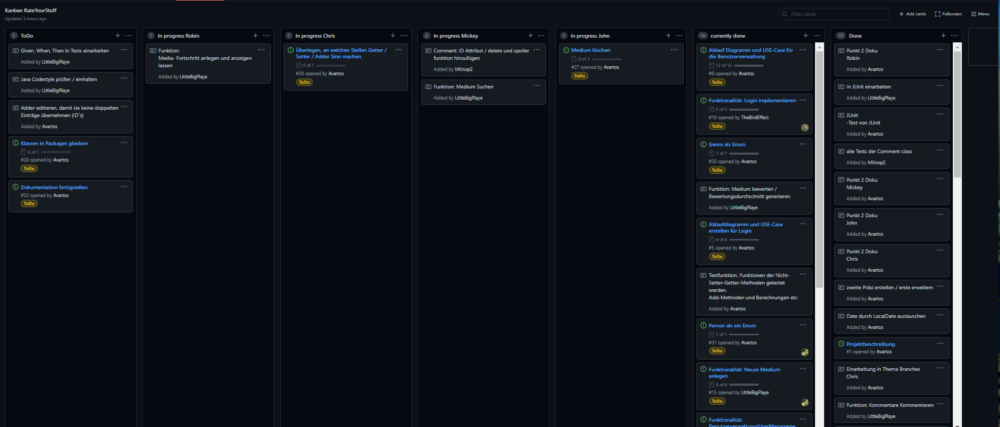 Kanban RateYourStuff
Updated 3 hours ago
Filter cards
Add cards
Fullscreen
Menu
5 ToDo
Given, When, Then in Tests einarbeiten
Added by LittleBigPlaye
Java Codestyle prüfen / einhalten
Added by LittleBigPlaye
Adder editieren, damit sie keine doppelten
Einträge übernehmen (ID´s)
Added by Avartos
Klassen in Packages gliedern
0 of 1
#28 opened by Avartos
ToDo
Dokumentation fertigstellen
#32 opened by Avartos
ToDo
1 In progress Robin
Funktion:
Media- Fortschritt anlegen und anzeigen
lassen
Added by LittleBigPlaye
1 In progress Chris
Überlegen, an welchen Stellen Getter /
Setter / Adder Sinn machen.
0 of 1
#29 opened by Avartos
ToDo
2 In progress Mickey
Comment: ID Attribut / delete und spoiler
funktion hinzufügen
Added by MKnop2
Funktion: Medium Suchen
Added by LittleBigPlaye
1 In progress John
Medium löschen
0 of 3
#27 opened by Avartos
ToDo
14 currently done
Ablauf Diagramm und USE-Case für
die Benutzerverwaltung
12 of 12
#6 opened by Avartos
ToDo
Funktionalität: Login implementieren
5 of 5
#18 opened by TheBirdEffect
ToDo
Genre als Enum
1 of 1
#30 opened by Avartos
ToDo
Funktion: Medium bewerten /
Bewertungsdurchschnitt generieren
Added by LittleBigPlaye
Ablaufdiagramm und USE-Case
erstellen für Login
4 of 4
#5 opened by Avartos
ToDo
Testfunktion. Funktionen der Nicht-
Setter-Getter-Methoden getestet
werden.
Add-Methoden und Berechnungen etc
Added by Avartos
Person als ein Enum
1 of 1
#31 opened by Avartos
ToDo
Funktionalität: Neues Medium
anlegen
6 of 6
#15 opened by LittleBigPlaye
ToDo
Funktionalität:
Benutzerverwaltung(UserManageme
33 Done
Punkt 2 Doku
Robin
Added by Avartos
In JUnit einarbeiten
Added by LittleBigPlaye
JUnit
-Test von JUnit
Added by Avartos
alle Tests der Comment class
Added by MKnop2
Punkt 2 Doku
Mickey
Added by Avartos
Punkt 2 Doku
John
Added by Avartos
Punkt 2 Doku
Chris
Added by Avartos
zweite Präsi erstellen / erste erweitern
Added by Avartos
Date durch LocalDate austauschen
Added by Avartos
Projektbeschreibung
#1 opened by Avartos
Einarbeitung in Thema Branches
Chris
Added by Avartos
Funktion: Kommentare Kommentieren
Added by LittleBigPlaye